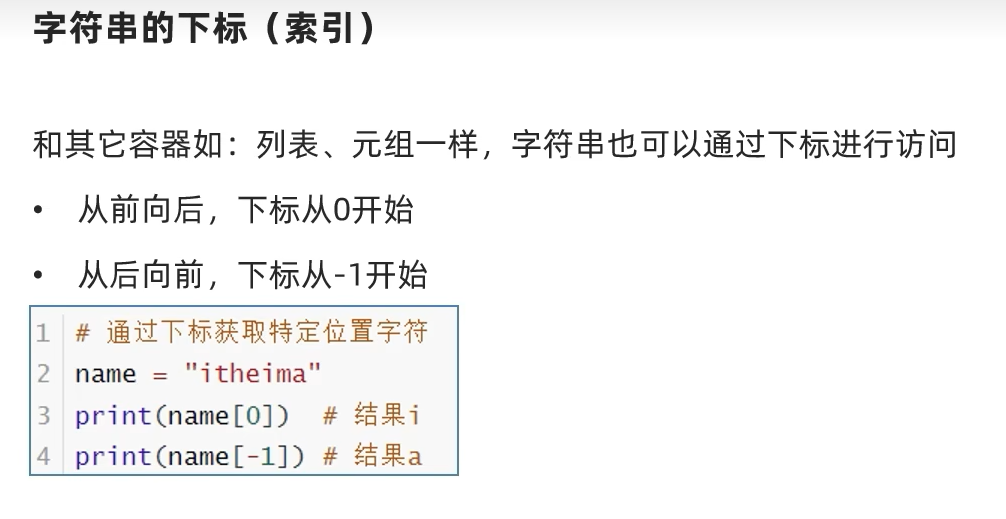 字符串的下标（索引）
和其它容器如：列表、元组一样，字符串也可以通过下标进行访问
• 从前向后，下标从0开始
• 从后向前，下标从-1开始
1 # 通过下标获取特定位置字符
2 name = "itheima"
3 print(name[0])  # 结果i
4 print(name[-1]) # 结果a